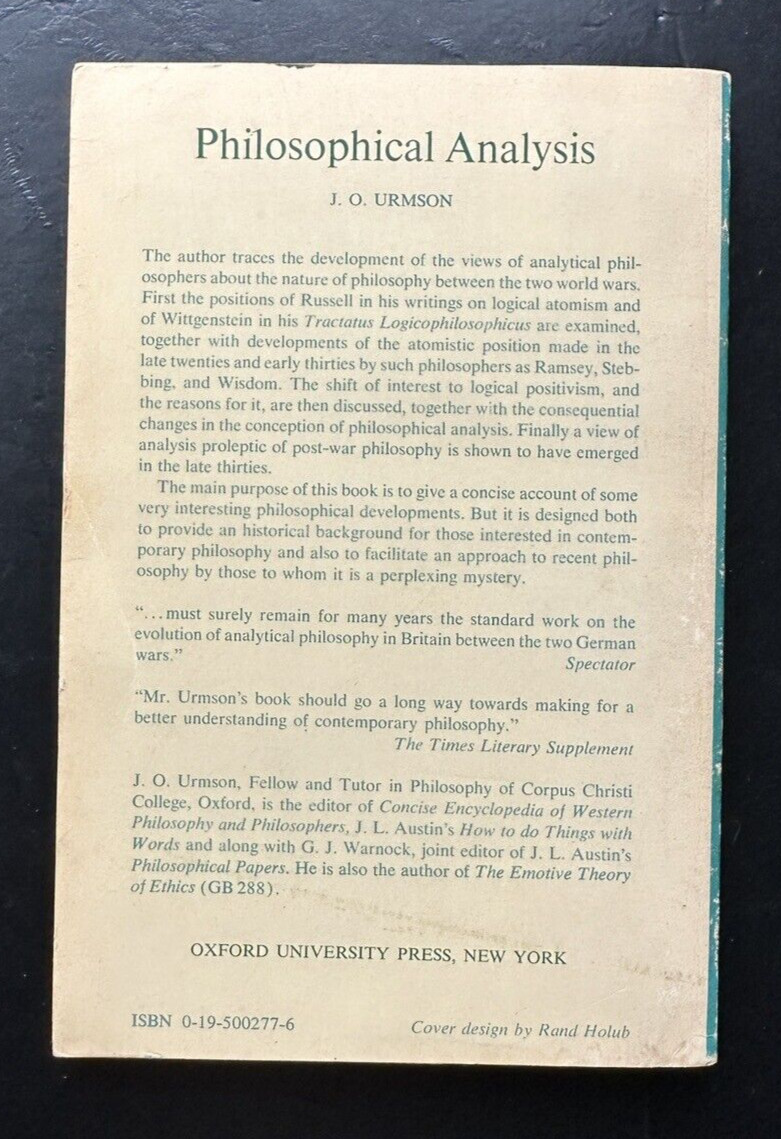 Philosophical Analysis
J. O. URMSON
The author traces the development of the views of analytical phil-
osophers about the nature of philosophy between the two world wars.
First the positions of Russell in his writings on logical atomism and
of Wittgenstein in his Tractatus Logicophilosophicus are examined,
together with developments of the atomistic position made in the
late twenties and early thirties by such philosophers as Ramsey, Steb-
bing, and Wisdom. The shift of interest to logical positivism, and
the reasons for it, are then discussed, together with the consequential
changes in the conception of philosophical analysis. Finally a view of
analysis proleptic of post-war philosophy is shown to have emerged
in the late thirties.
The main purpose of this book is to give a concise account of some
very interesting philosophical developments. But it is designed both
to provide an historical background for those interested in contem-
porary philosophy and also to facilitate an approach to recent phil-
osophy by those to whom it is a perplexing mystery.
“...must surely remain for many years the standard work on the
evolution of analytical philosophy in Britain between the two German
wars.”
Spectator
“Mr. Urmson’s book should go a long way towards making for a
better understanding of contemporary philosophy.”
The Times Literary Supplement
J. O. Urmson, Fellow and Tutor in Philosophy of Corpus Christi
College, Oxford, is the editor of Concise Encyclopedia of Western
Philosophy and Philosophers, J. L. Austin’s How to do Things with
Words and along with G. J. Warnock, joint editor of J. L. Austin’s
Philosophical Papers. He is also the author of The Emotive Theory
of Ethics (GB 288).
OXFORD UNIVERSITY PRESS, NEW YORK
ISBN 0-19-500277-6
Cover design by Rand Holub